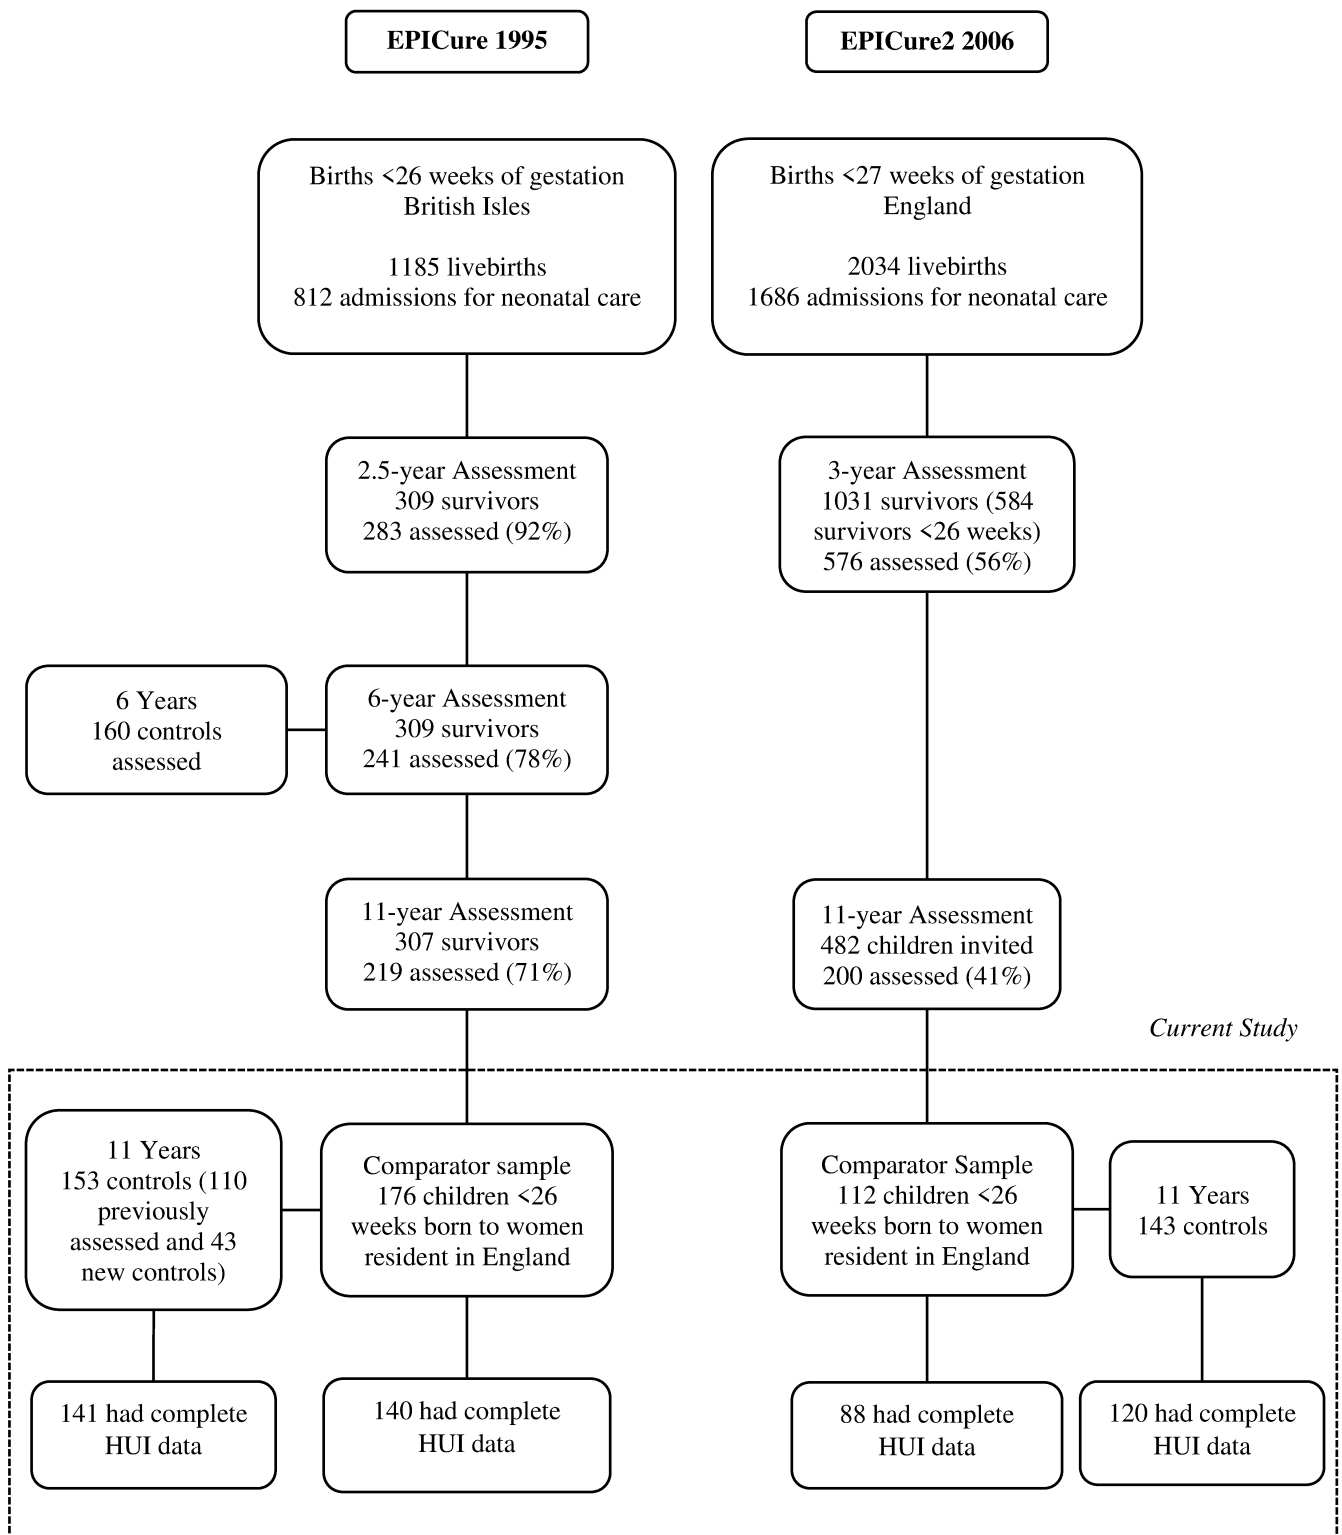 EPICure 1995
EPICure2 2006
Births <26 weeks of gestation
British Isles
1185 livebirths
812 admissions for neonatal care
Births <27 weeks of gestation
England
2034 livebirths
1686 admissions for neonatal care
2.5-year Assessment
309 survivors
283 assessed (92%)
3-year Assessment
1031 survivors (584
survivors <26 weeks)
576 assessed (56%)
6 Years
160 controls
assessed
6-year Assessment
309 survivors
241 assessed (78%)
11-year Assessment
307 survivors
219 assessed (71%)
11-year Assessment
482 children invited
200 assessed (41%)
Current Study
11 Years
153 controls (110
previously
assessed and 43
new controls)
Comparator sample
176 children <26
weeks born to women
resident in England
Comparator Sample
112 children <26
weeks born to women
resident in England
11 Years
143 controls
141 had complete
HUI data
140 had complete
HUI data
88 had complete
HUI data
120 had complete
HUI data